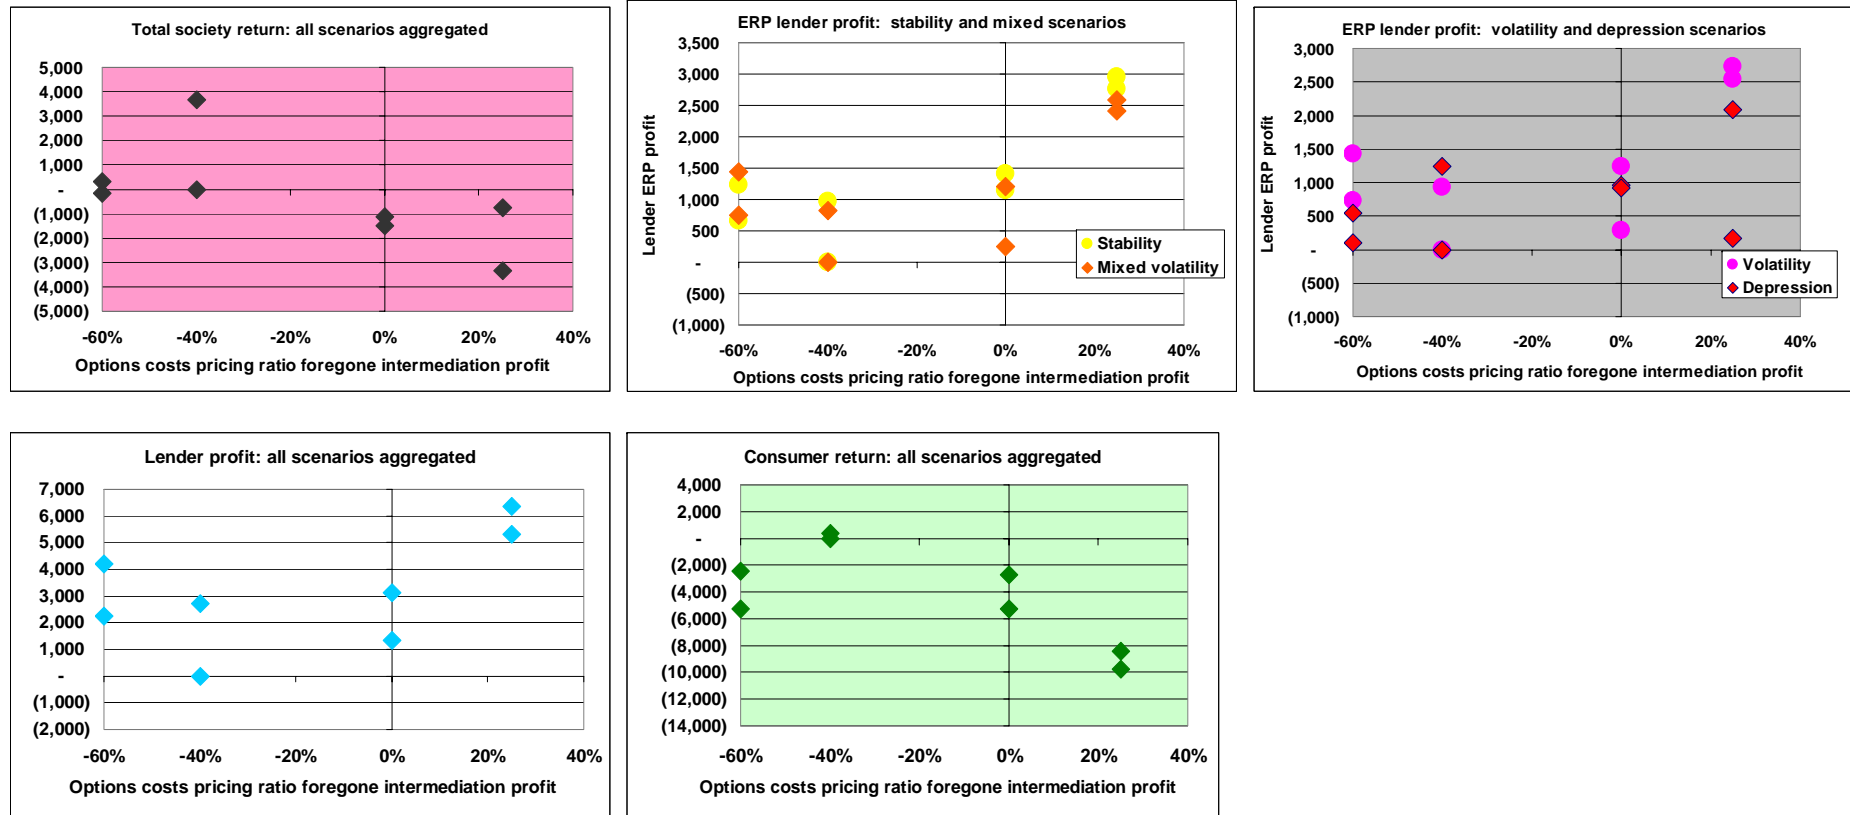 Total society return: all scenarios aggregated
5,000
4,000
3,000
2,000
1,000
-
(1,000)
(2,000)
(3,000)
(4,000)
(5,000)
-60% -40% -20% 0% 20% 40%
Options costs pricing ratio foregone intermediation profit
ERP lender profit: stability and mixed scenarios
Lender ERP profit
3,500
3,000
2,500
2,000
1,500
1,000
500
-
(500)
(1,000)
Stability
Mixed volatility
-60% -40% -20% 0% 20% 40%
Options costs pricing ratio foregone intermediation profit
ERP lender profit: volatility and depression scenarios
Lender ERP profit
3,000
2,500
2,000
1,500
1,000
500
-
(500)
(1,000)
Volatility
Depression
-60% -40% -20% 0% 20% 40%
Options costs pricing ratio foregone intermediation profit
Lender profit: all scenarios aggregated
7,000
6,000
5,000
4,000
3,000
2,000
1,000
-
(1,000)
(2,000)
-60% -40% -20% 0% 20% 40%
Options costs pricing ratio foregone intermediation profit
Consumer return: all scenarios aggregated
4,000
2,000
-
(2,000)
(4,000)
(6,000)
(8,000)
(10,000)
(12,000)
(14,000)
-60% -40% -20% 0% 20% 40%
Options costs pricing ratio foregone intermediation profit